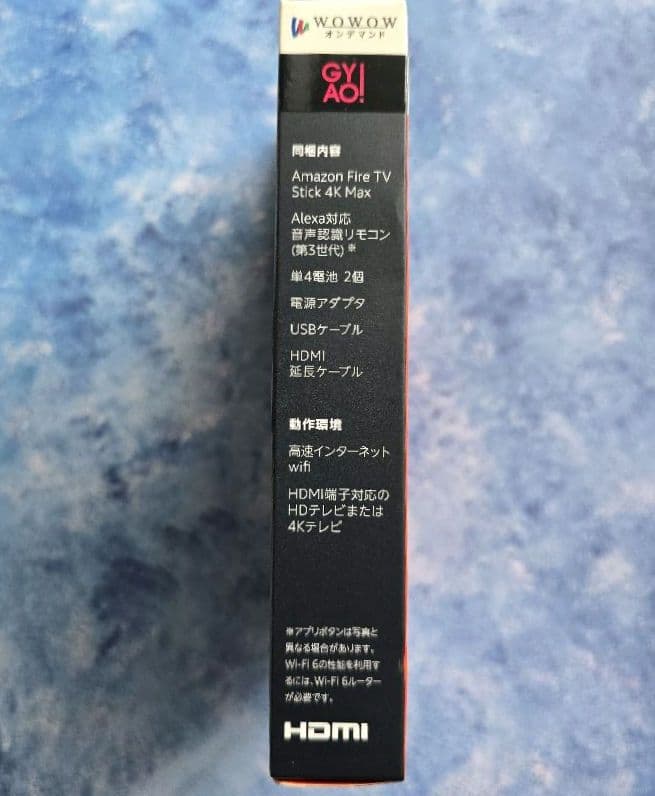 WOWOW
オンデマンド
GY
AO!
同梱内容
Amazon Fire TV
Stick 4K Max
Alexa対応
音声認識リモコン
(第3世代)※
単4電池 2個
電源アダプタ
USBケーブル
HDMI
延長ケーブル
動作環境
高速インターネット
wifi
HDMI端子対応の
HDテレビまたは
4Kテレビ
※アプリボタンは写真と
異なる場合があります。
Wi-Fi 6の性能を利用す
るには、Wi-Fi 6ルーター
が必要です。
HDMI